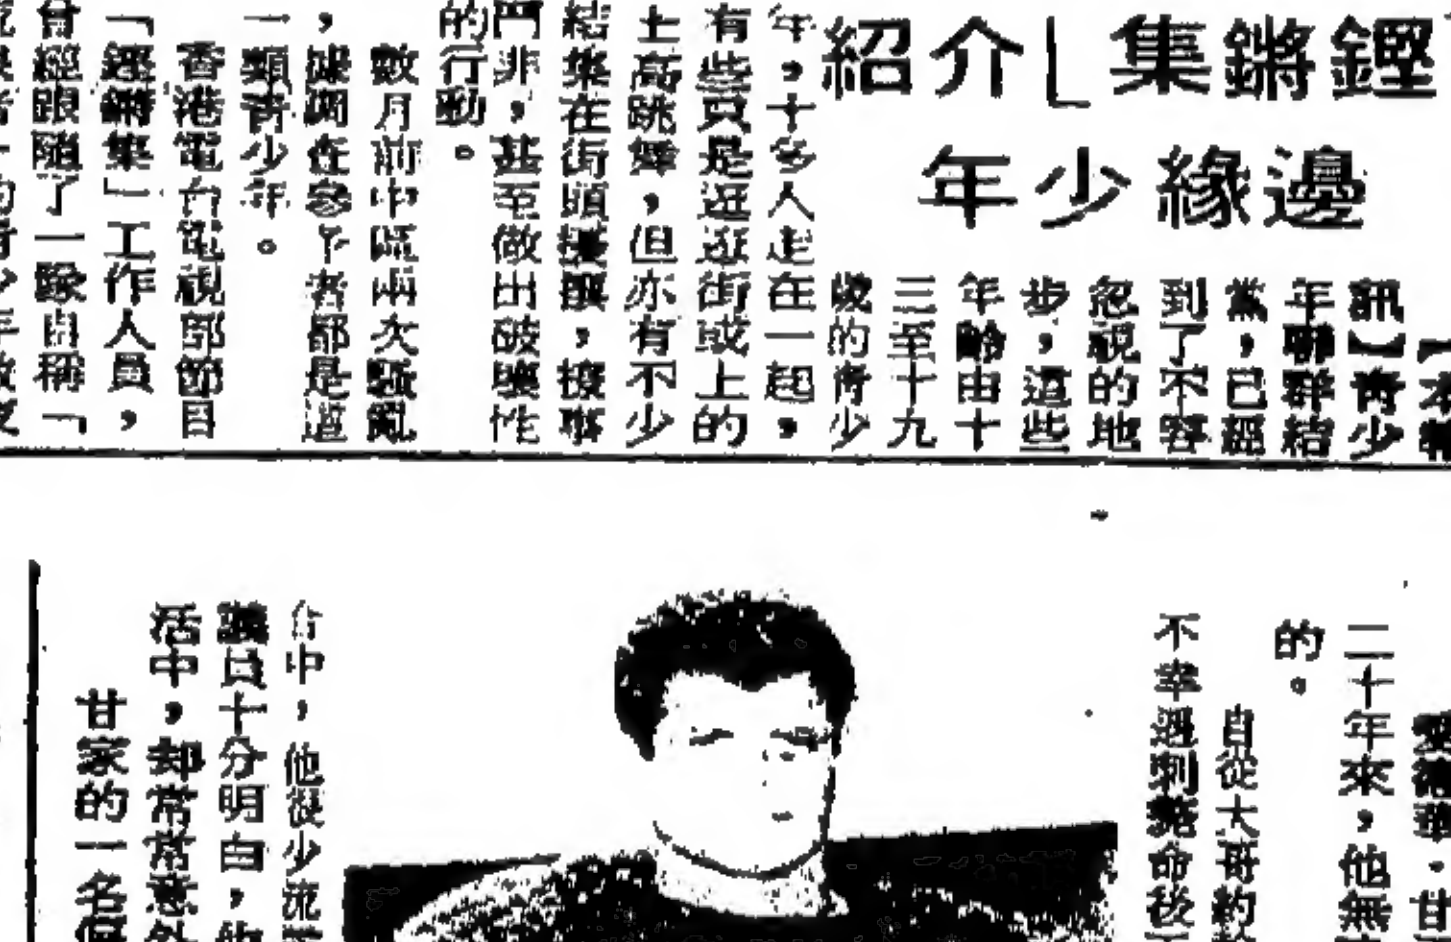 鏗鏘集」介紹
邊緣少年
【本
訊】青少
年聯群結
黨，已經
到了不容
忽視的地
步，這些
年齡由十
三至十九
歲的青少
年，十多人走在一起，
有些只是逛逛街或上的
士高跳舞，但亦有不少
結集在街頭，撩事
鬥非，甚至做出破壞性
的行動。
數月前中區兩次騷亂
，據調查參予者都是這
一類青少年。
香港電台電視部節目
「鏗鏘集」工作人員，
曾經跟隨了一隊自稱「
甘
二十年來，他無
的。
自從大哥約
不幸遇刺斃命後
中，他從少流
議員十分明白，他
活中，却常常意外
甘家的一名